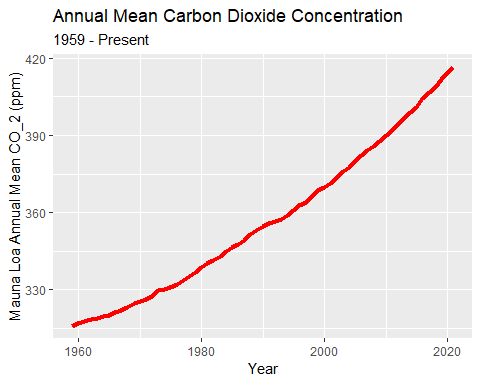 Annual Mean Carbon Dioxide Concentration
1959 - Present
Mauna Loa Annual Mean CO_2 (ppm)
420
390
360
330
1960
1980
2000
2020
Year